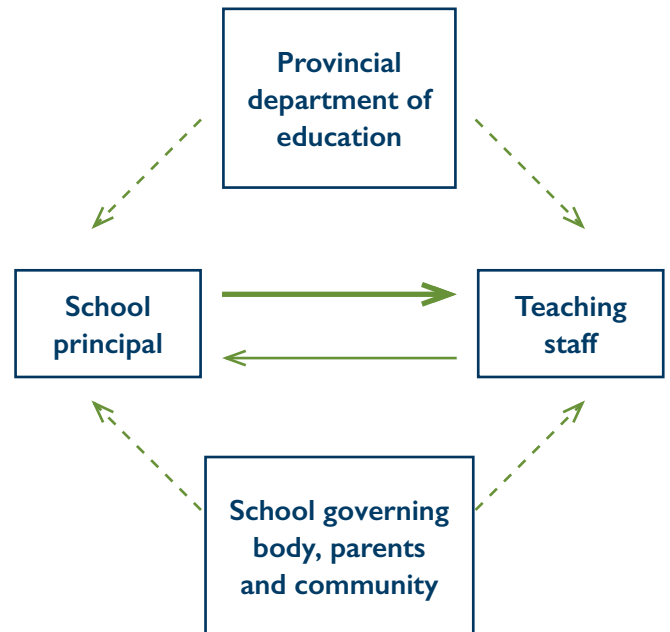 Provincial
department of
education
School
principal
Teaching
staff
School governing
body, parents
and community